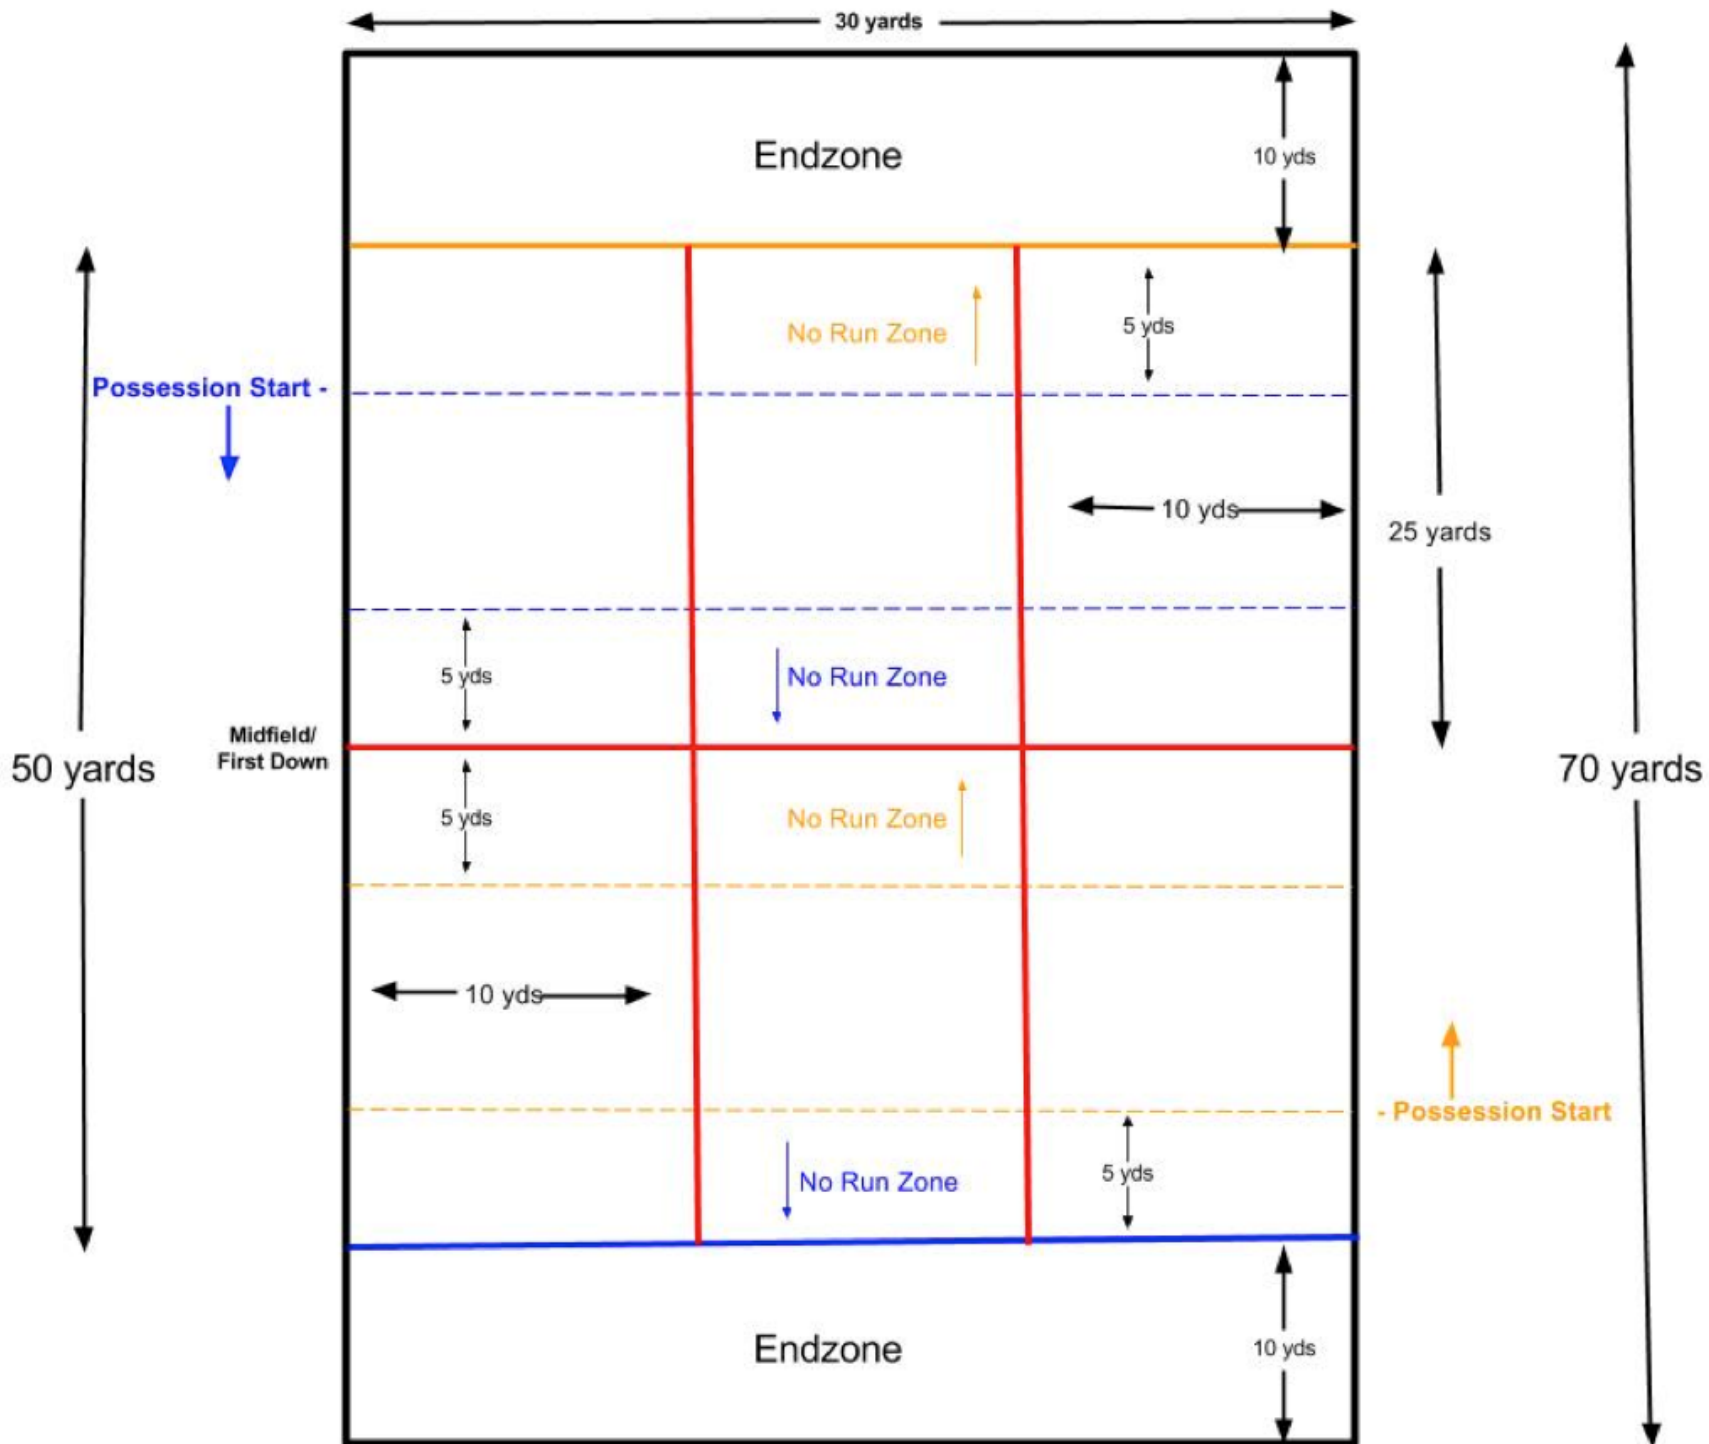 30 yards
Endzone
10 yds
No Run Zone
5 yds
Possession Start -
10 yds
25 yards
5 yds
No Run Zone
Midfield/
First Down
50 yards
70 yards
5 yds
No Run Zone
10 yds
- Possession Start
No Run Zone
5 yds
Endzone
10 yds